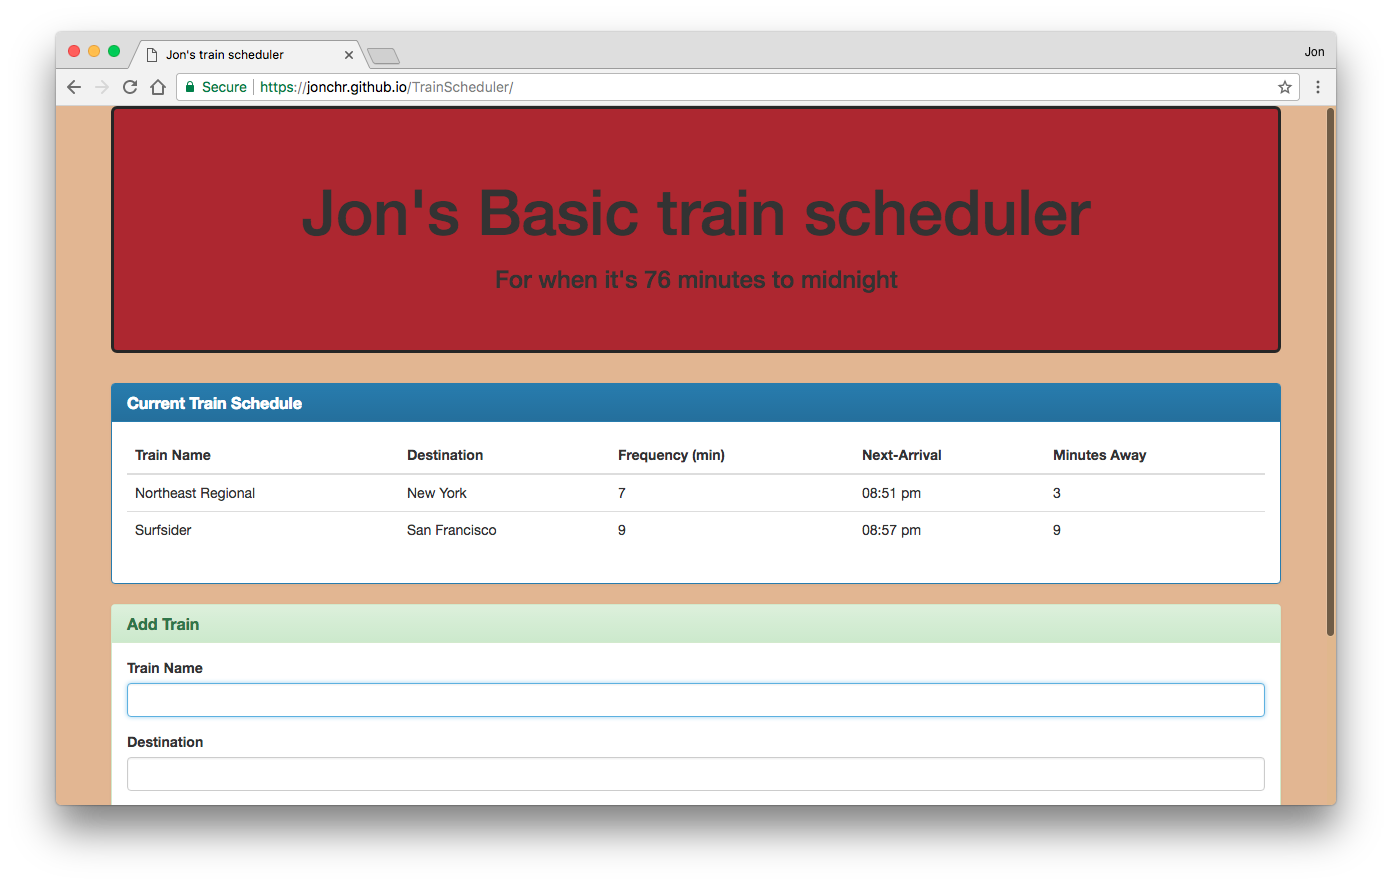 Jon's train scheduler
Jon
Secure https://jonchr.github.io/TrainScheduler/
Jon's Basic train scheduler
For when it's 76 minutes to midnight
Current Train Schedule
Train Name Destination Frequency (min) Next-Arrival Minutes Away
Northeast Regional New York 7 08:51 pm 3
Surfsider San Francisco 9 08:57 pm 9
Add Train
Train Name
Destination